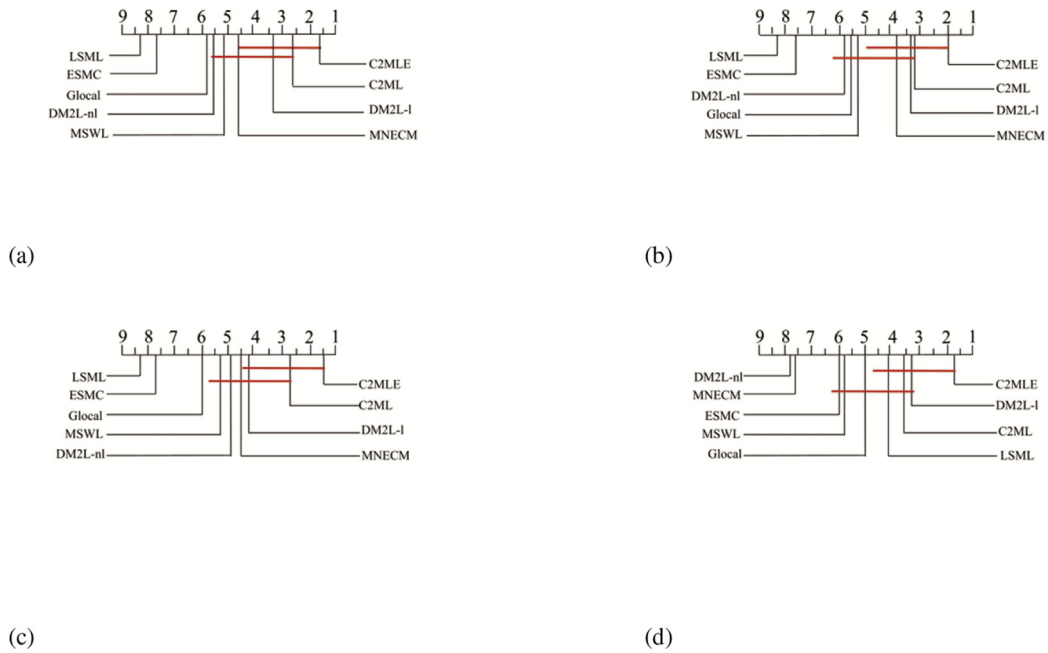 9 8 7 6 5 4 3 2 1
LSML
ESMC
Glocal
DM2L-nl
MSWL
C2MLE
C2ML
DM2L-l
MNECM
(a)
9 8 7 6 5 4 3 2 1
LSML
ESMC
DM2L-nl
Glocal
MSWL
C2MLE
C2ML
DM2L-l
MNECM
(b)
9 8 7 6 5 4 3 2 1
LSML
ESMC
Glocal
MSWL
DM2L-nl
C2MLE
C2ML
DM2L-l
MNECM
(c)
9 8 7 6 5 4 3 2 1
DM2L-nl
MNECM
ESMC
MSWL
Glocal
C2MLE
DM2L-l
C2ML
LSML
(d)